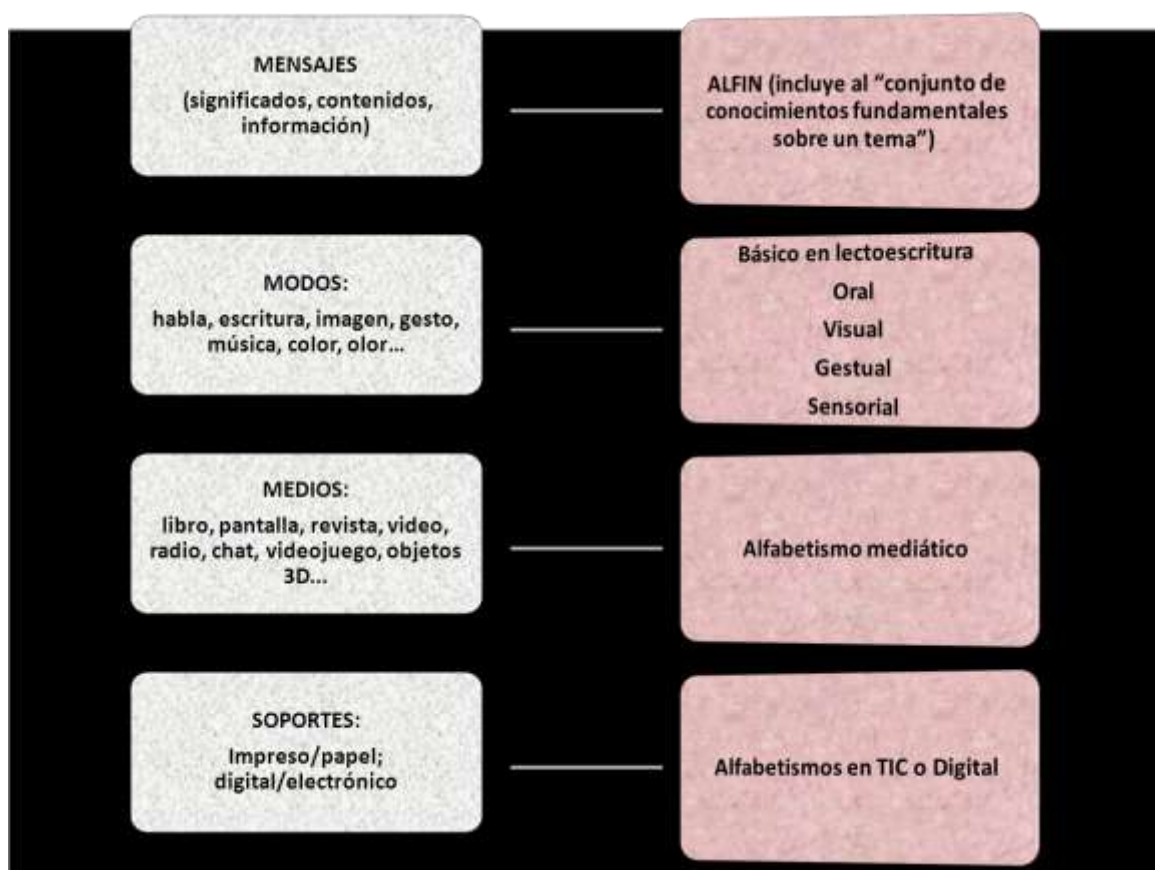 MENSAJES
(significados, contenidos,
información)
ALFIN (incluye al “conjunto de
conocimientos fundamentales
sobre un tema”)
MODOS:
habla, escritura, imagen, gesto,
música, color, olor...
Básico en lectoescritura
Oral
Visual
Gestual
Sensorial
MEDIOS:
libro, pantalla, revista, video,
radio, chat, videojuego, objetos
3D...
Alfabetismo mediático
SOPORTES:
Impreso/papel;
digital/electrónico
Alfabetismos en TIC o Digital